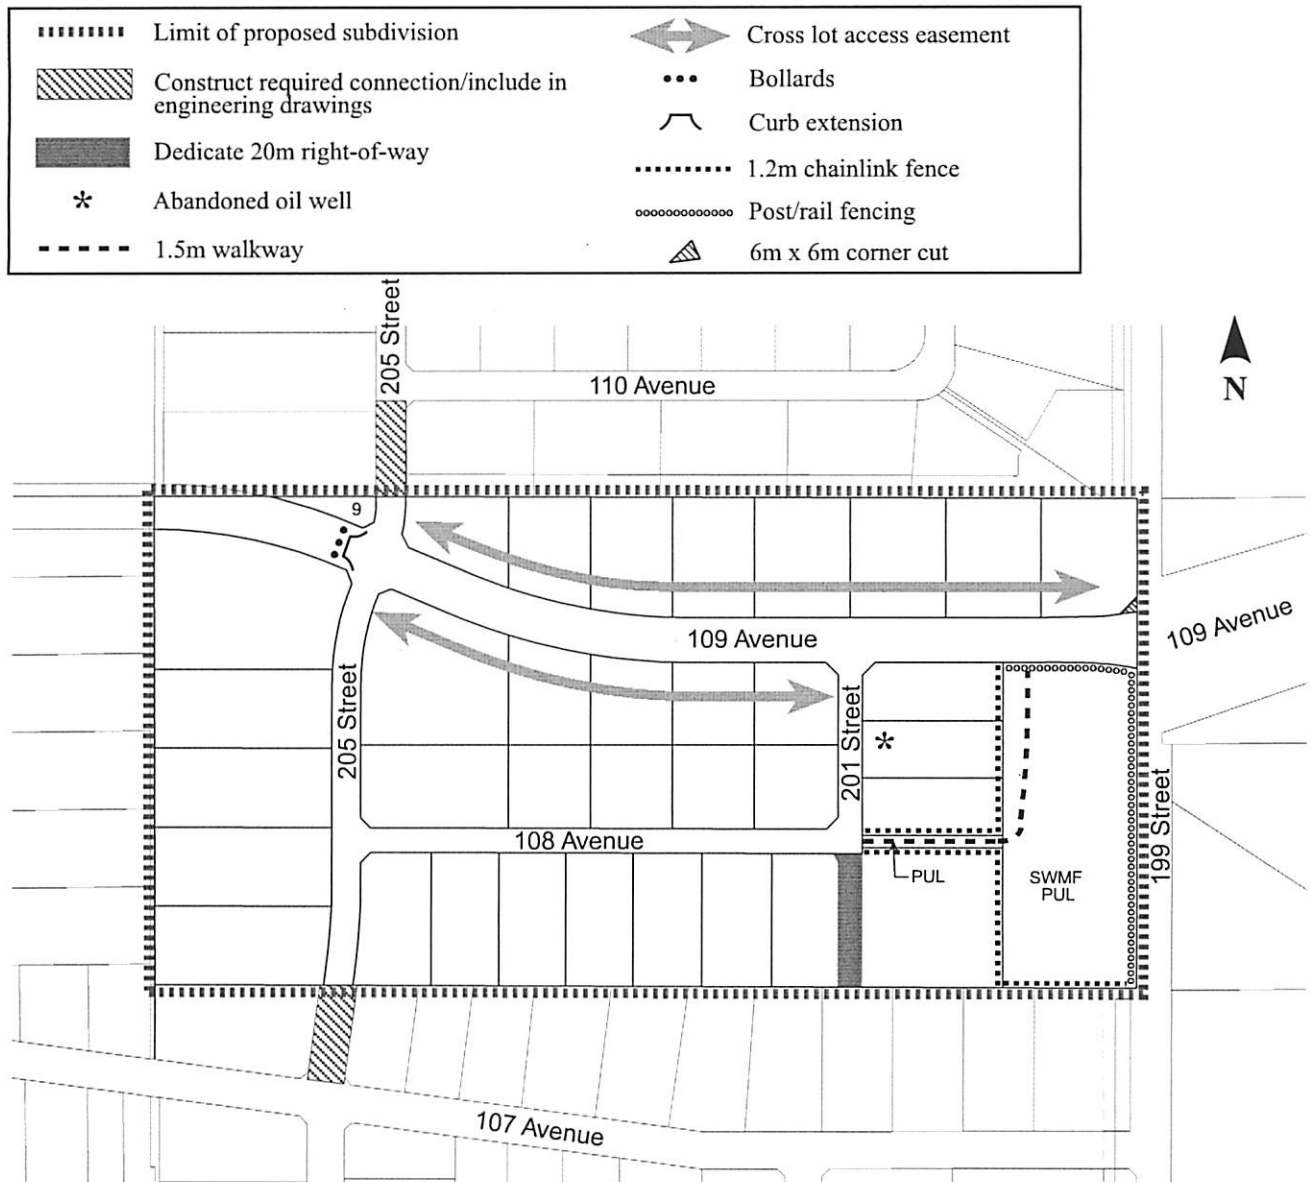 Limit of proposed subdivision
Construct required connection/include in
engineering drawings
Dedicate 20m right-of-way
* Abandoned oil well
1.5m walkway
Cross lot access easement
Bollards
Curb extension
1.2m chainlink fence
Post/rail fencing
6m x 6m corner cut
205 Street
110 Avenue
N
9
109 Avenue
109 Avenue
205 Street
201 Street
*
108 Avenue
PUL
SWMF
PUL
199 Street
107 Avenue